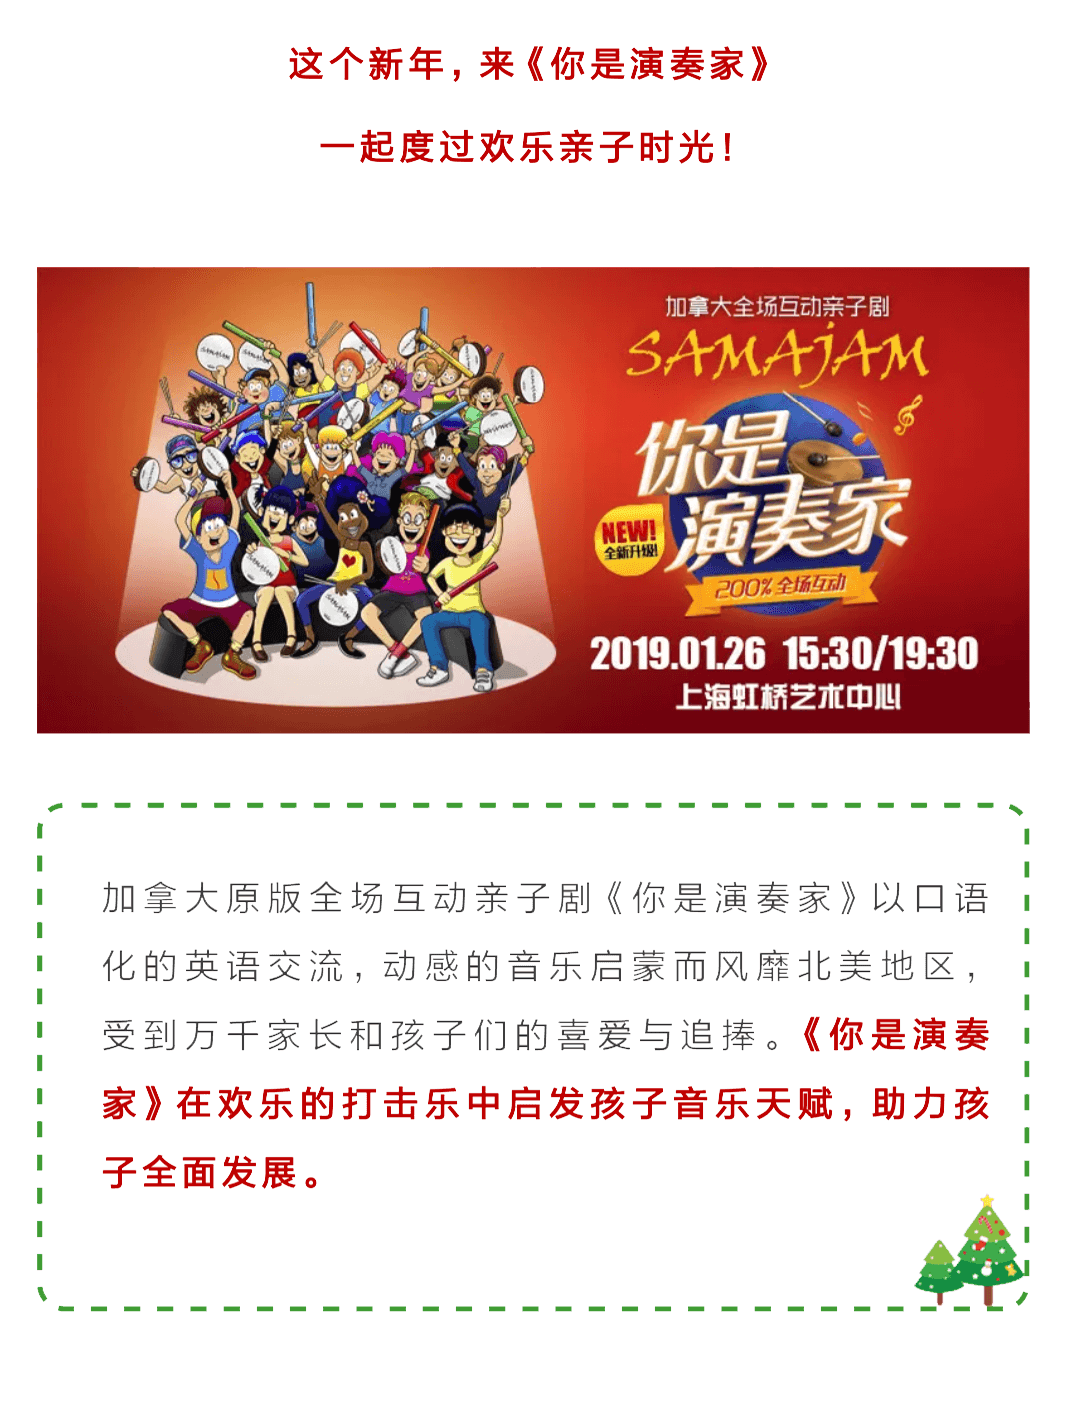 这个新年，来《你是演奏家》
一起度过欢乐亲子时光！
加拿大全场互动亲子剧
SAMAJAM
你是
演奏家
NEW!
全新升级!
200% 全场互动
2019.01.26 15:30/19:30
上海虹桥艺术中心
SAMAJAM
SAMAJAM
SAMAJAM
SAMAJAM
加拿大原版全场互动亲子剧《你是演奏家》以口语
化的英语交流，动感的音乐启蒙而风靡北美地区，
受到万千家长和孩子们的喜爱与追捧。《你是演奏
家》在欢乐的打击乐中启发孩子音乐天赋，助力孩
子全面发展。